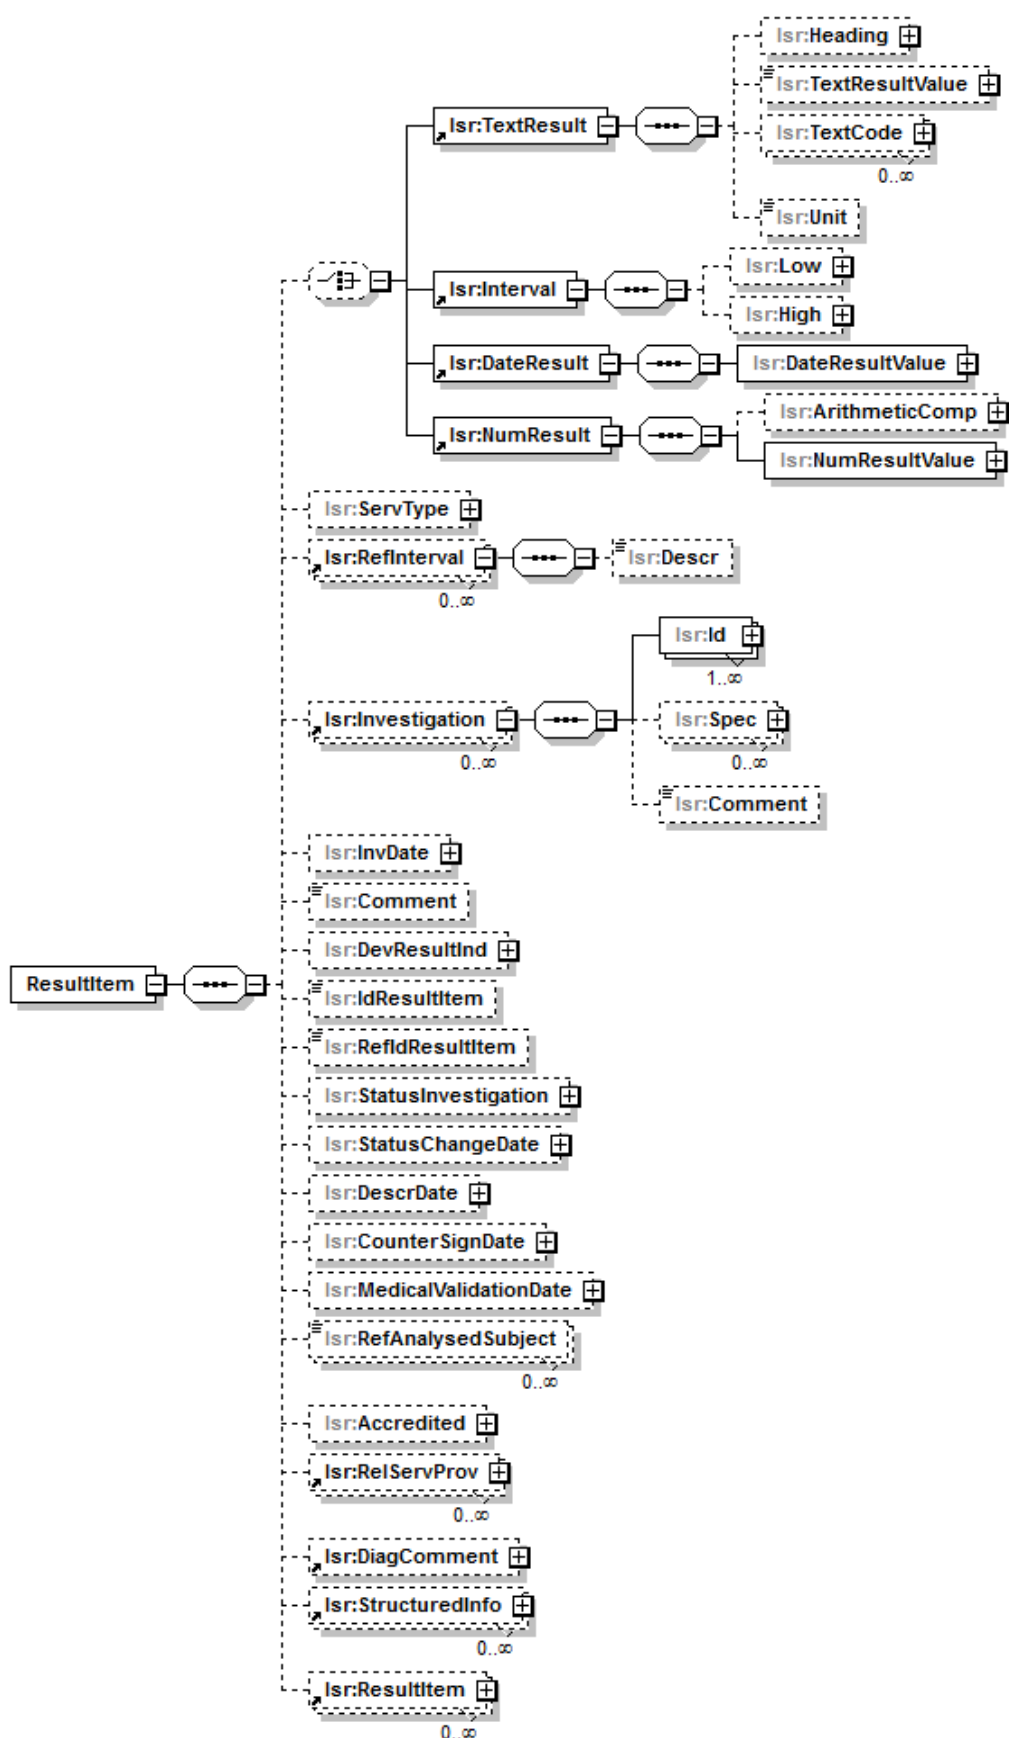 lsr:Heading
lsr:TextResultValue
lsr:TextResult
lsr:TextCode
0..∞
lsr:Unit
lsr:Low
lsr:Interval
lsr:High
lsr:DateResult
lsr:DateResultValue
lsr:ArithmeticComp
lsr:NumResult
lsr:NumResultValue
lsr:ServType
lsr:RefInterval
lsr:Descr
0..∞
lsr:Id
1..∞
lsr:Investigation
lsr:Spec
0..∞
0..∞
lsr:Comment
lsr:InvDate
lsr:Comment
lsr:DevResultInd
ResultItem
lsr:IdResultItem
lsr:RefIdResultItem
lsr:StatusInvestigation
lsr:StatusChangeDate
lsr:DescrDate
lsr:CounterSignDate
lsr:MedicalValidationDate
lsr:RefAnalysedSubject
0..∞
lsr:Accredited
lsr:RelServProv
0..∞
lsr:DiagComment
lsr:StructuredInfo
0..∞
lsr:ResultItem
0..∞